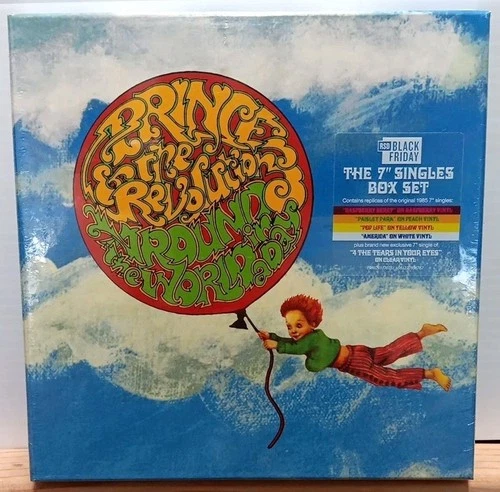 PRINCE
& the
Revolution
AROUND
the WORLD
in a DAY
RSD BLACK
FRIDAY
THE 7" SINGLES
BOX SET
Contains replicas of the original 1985 7" singles:
"RASPBERRY BERET" ON RASPBERRY VINYL
"PAISLEY PARK" ON PEACH VINYL
"POP LIFE" ON YELLOW VINYL
"AMERICA" ON WHITE VINYL
plus brand new exclusive 7" single of
"4 THE TEARS IN YOUR EYES"
ON CLEAR VINYL